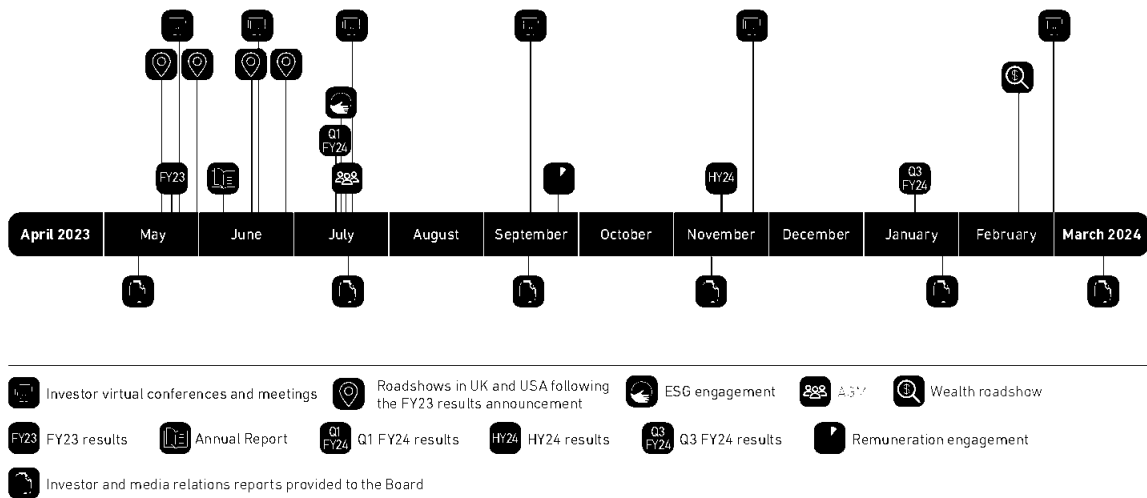 Q1
FY24
FY23
HY24
Q3
FY24
April 2023 May June July August September October November December January February March 2024
Investor virtual conferences and meetings
Roadshows in UK and USA following
the FY23 results announcement
ESG engagement
AGM
Wealth roadshow
FY23 FY23 results
Annual Report
Q1
FY24 Q1 FY24 results
HY24 HY24 results
Q3
FY24 Q3 FY24 results
Remuneration engagement
Investor and media relations reports provided to the Board